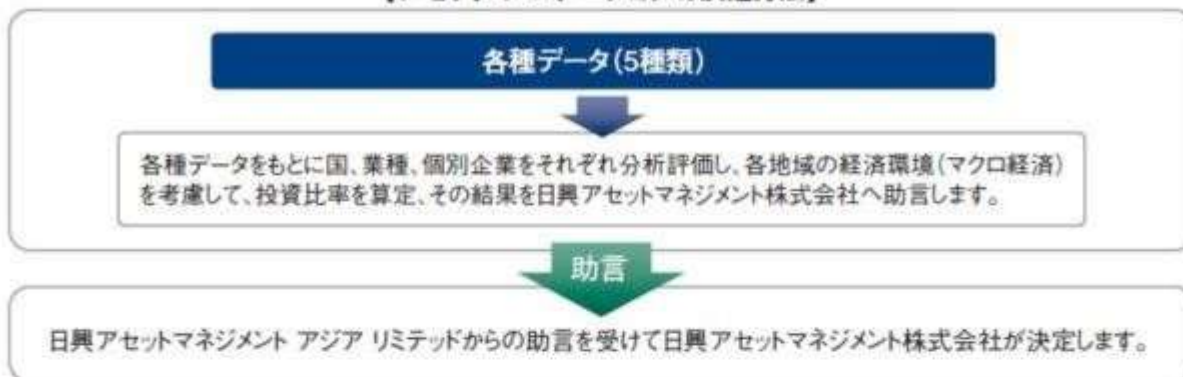 各種データ(5種類)
各種データをもとに国、業種、個別企業をそれぞれ分析評価し、各地域の経済環境(マクロ経済)
を考慮して、投資比率を算定、その結果を日興アセットマネジメント株式会社へ助言します。
助言
日興アセットマネジメント アジア リミテッドからの助言を受けて日興アセットマネジメント株式会社が決定します。